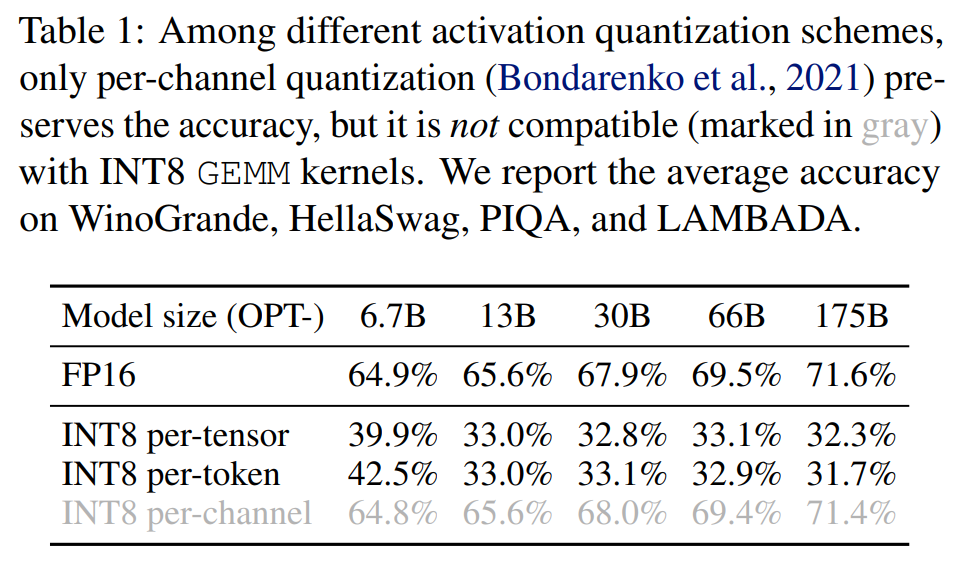 Table 1: Among different activation quantization schemes,
only per-channel quantization (Bondarenko et al., 2021) pre-
serves the accuracy, but it is not compatible (marked in gray)
with INT8 GEMM kernels. We report the average accuracy
on WinoGrande, HellaSwag, PIQA, and LAMBADA.
Model size (OPT-) 6.7B 13B 30B 66B 175B
FP16 64.9% 65.6% 67.9% 69.5% 71.6%
INT8 per-tensor 39.9% 33.0% 32.8% 33.1% 32.3%
INT8 per-token 42.5% 33.0% 33.1% 32.9% 31.7%
INT8 per-channel 64.8% 65.6% 68.0% 69.4% 71.4%